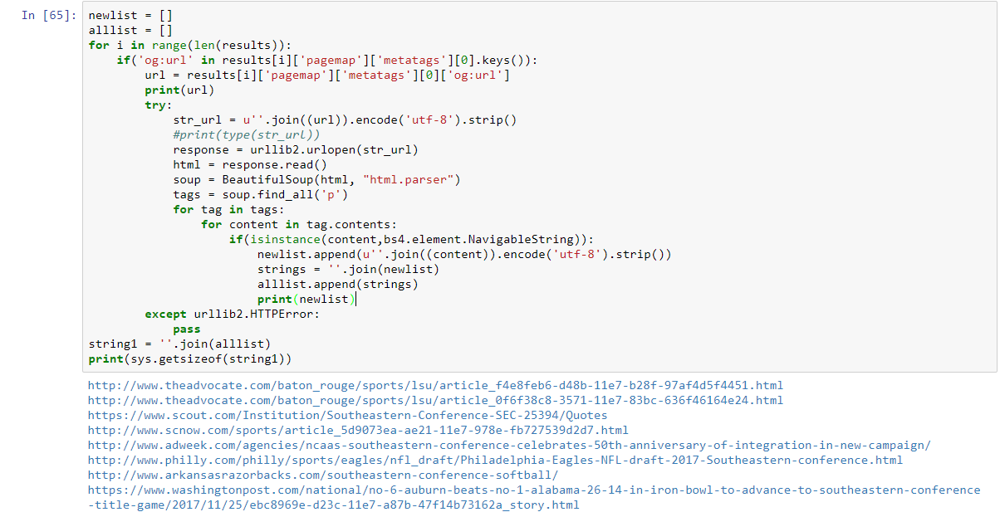 In [65]: newlist = []
alllist = []
for i in range(len(results)):
    if('og:url' in results[i]['pagemap']['metatags'][0].keys()):
        url = results[i]['pagemap']['metatags'][0]['og:url']
        print(url)
        try:
            str_url = u''.join((url)).encode('utf-8').strip()
            #print(type(str_url))
            response = urllib2.urlopen(str_url)
            html = response.read()
            soup = BeautifulSoup(html, "html.parser")
            tags = soup.find_all('p')
            for tag in tags:
                for content in tag.contents:
                    if(isinstance(content,bs4.element.NavigableString)):
                        newlist.append(u''.join((content)).encode('utf-8').strip())
                        strings = ''.join(newlist)
                        alllist.append(strings)
                        print(newlist)
        except urllib2.HTTPError:
            pass
string1 = ''.join(alllist)
print(sys.getsizeof(string1))
http://www.theadvocate.com/baton_rouge/sports/lsu/article_f4e8feb6-d48b-11e7-b28f-97af4d5f4451.html
http://www.theadvocate.com/baton_rouge/sports/lsu/article_0f6f38c8-3571-11e7-83bc-636f46164e24.html
https://www.scout.com/Institution/Southeastern-Conference-SEC-25394/Quotes
http://www.scnow.com/sports/article_5d9073ea-ae21-11e7-978e-fb727539d2d7.html
http://www.adweek.com/agencies/ncaas-southeastern-conference-celebrates-50th-anniversary-of-integration-in-new-campaign/
http://www.philly.com/philly/sports/eagles/nfl_draft/Philadelphia-Eagles-NFL-draft-2017-Southeastern-conference.html
http://www.arkansasrazorbacks.com/southeastern-conference-softball/
https://www.washingtonpost.com/national/no-6-auburn-beats-no-1-alabama-26-14-in-iron-bowl-to-advance-to-southeastern-conference
-title-game/2017/11/25/ebc8969e-d23c-11e7-a87b-47f14b73162a_story.html